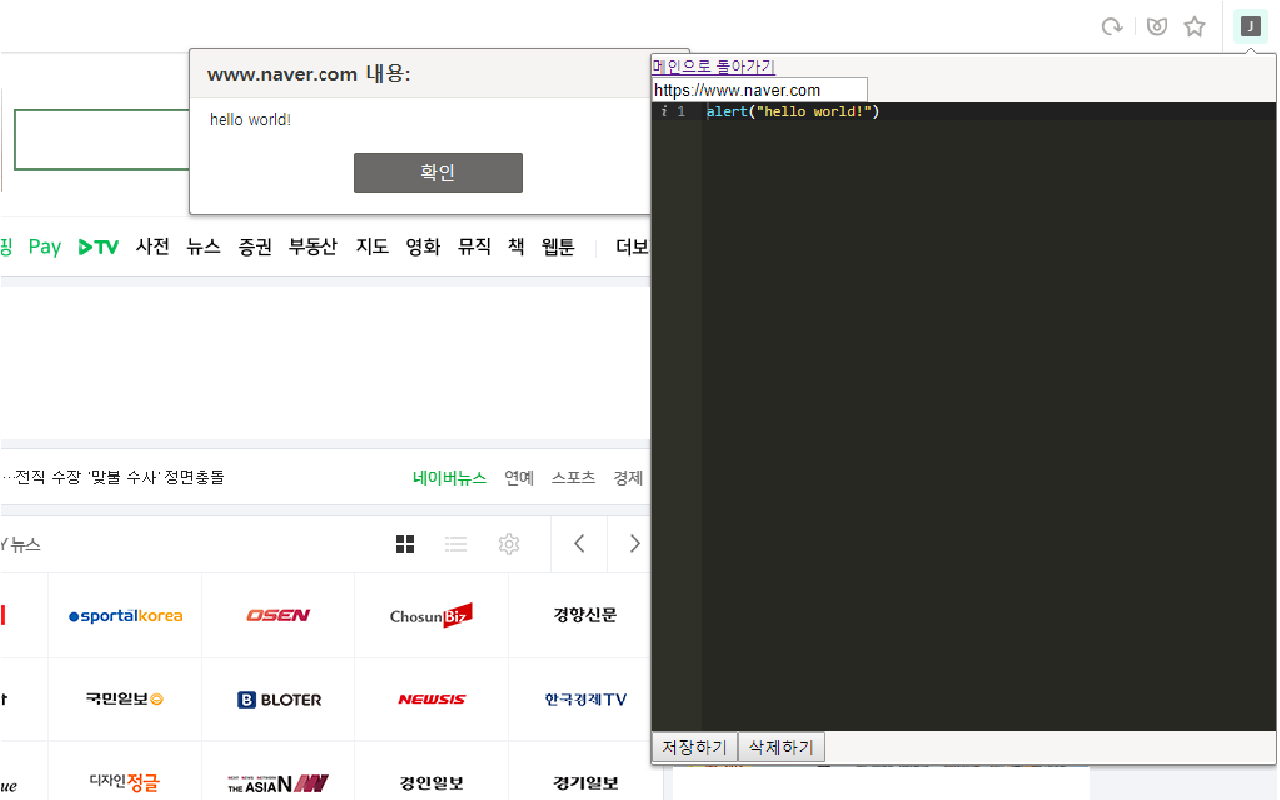 J
www.naver.com 내용:
hello world!
확인
메인으로 돌아가기
https://www.naver.com
i 1 alert("hello world!")
핑 Pay TV 사전 뉴스 증권 부동산 지도 영화 뮤직 책 웹툰 더보
…전직 수장 '맞불 수사' 정면충돌
네이버뉴스 연예 스포츠 경제
Y 뉴스
sportalkorea OSEN ChosunBiz 경향신문
국민일보 B BLOTER NEWSIS 한국경제TV
ue 디자인정글 NEXT NEWS NETWORK THE ASIAN 경인일보 경기일보
저장하기 삭제하기